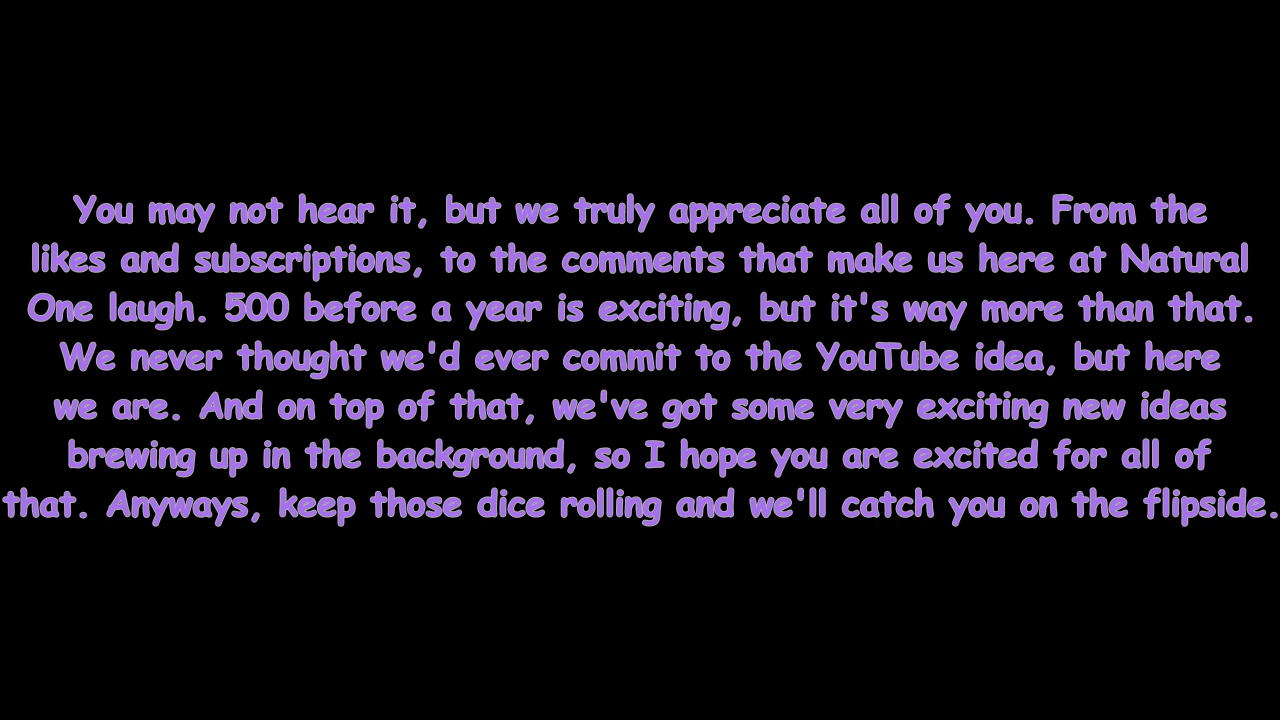 You may not hear it, but we truly appreciate all of you. From the
likes and subscriptions, to the comments that make us here at Natural
One laugh. 500 before a year is exciting, but it's way more than that.
We never thought we'd ever commit to the YouTube idea, but here
we are. And on top of that, we've got some very exciting new ideas
brewing up in the background, so I hope you are excited for all of
that. Anyways, keep those dice rolling and we'll catch you on the flipside.